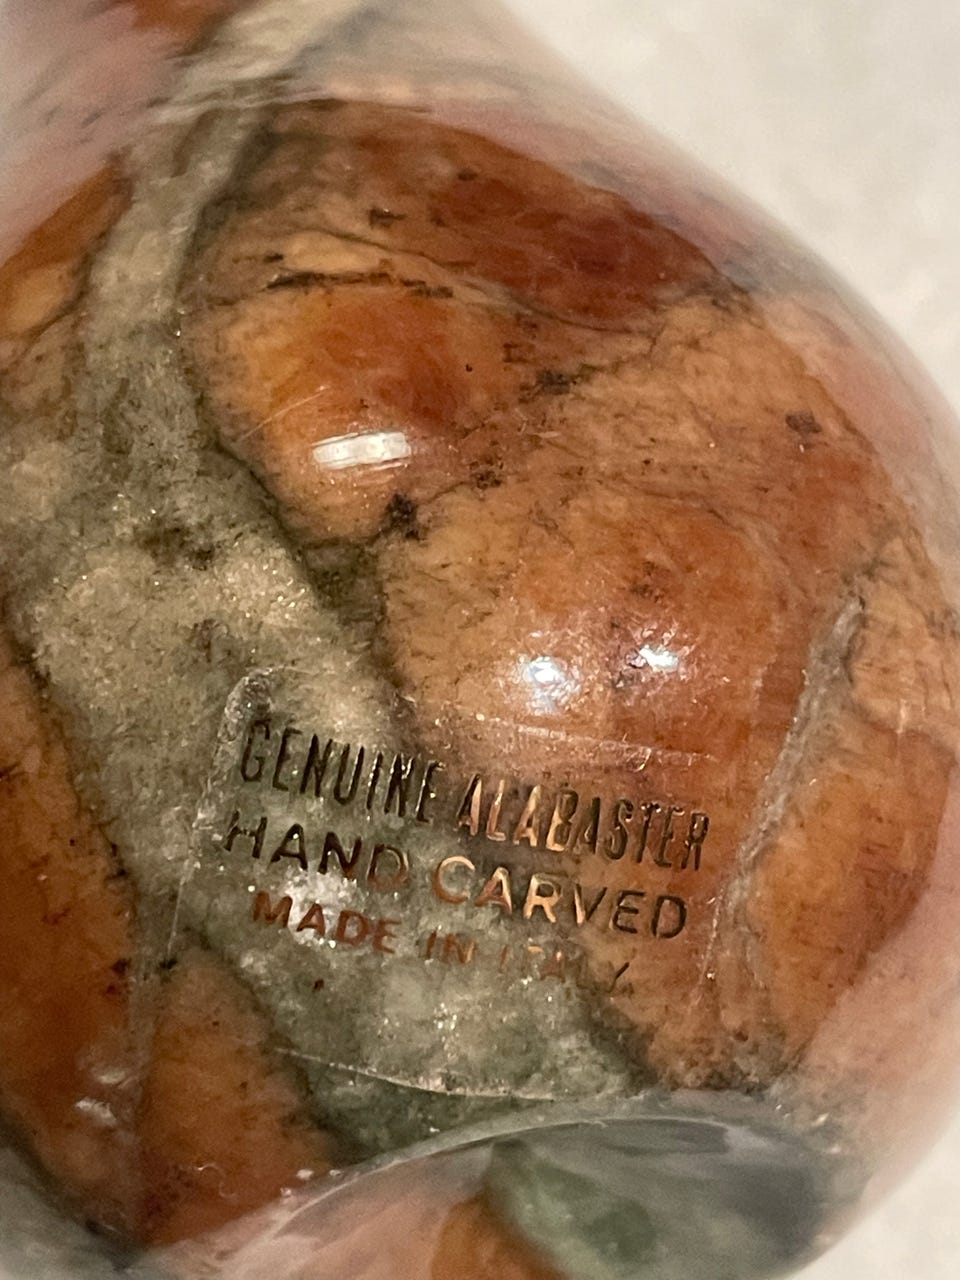 GENUINE ALABASTER
HAND CARVED
MADE IN ITALY